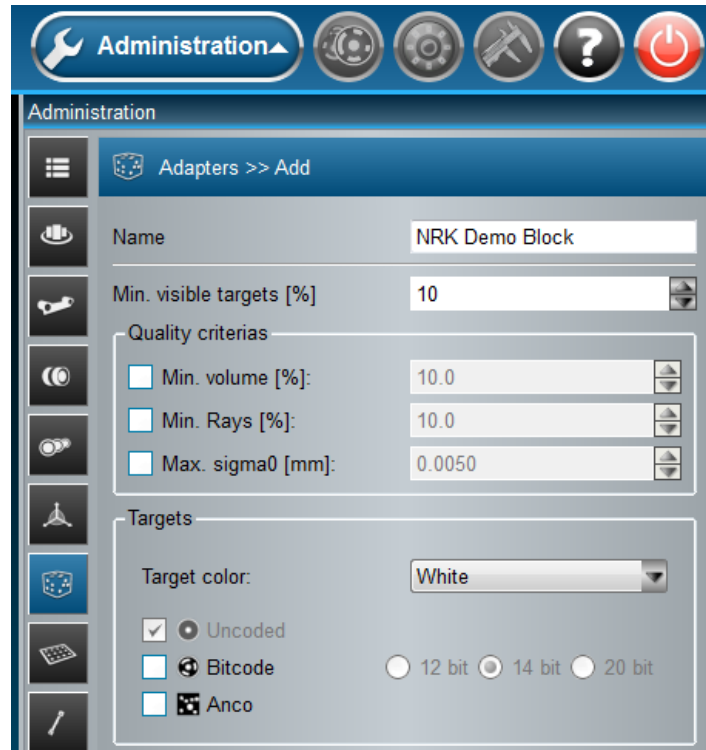 Administration
?
Administration
Adapters >> Add
Name NRK Demo Block
Min. visible targets [%] 10
Quality criterias
Min. volume [%]: 10.0
Min. Rays [%]: 10.0
Max. sigma0 [mm]: 0.0050
Targets
Target color: White
Uncoded
Bitcode 12 bit 14 bit 20 bit
Anco